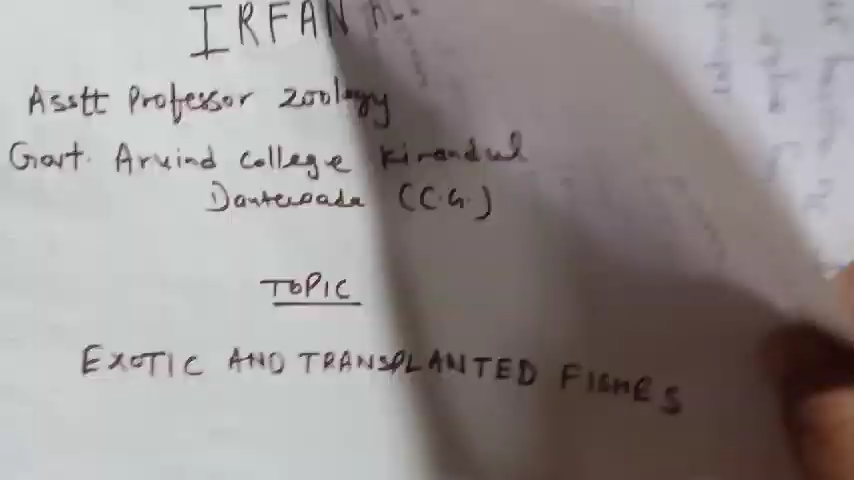 IRFAN
Asstt Professor Zoology
Govt. Arvind college Kirandul
Dantewada (C.G.)
TOPIC
EXOTIC AND TRANSPLANTED FISHES